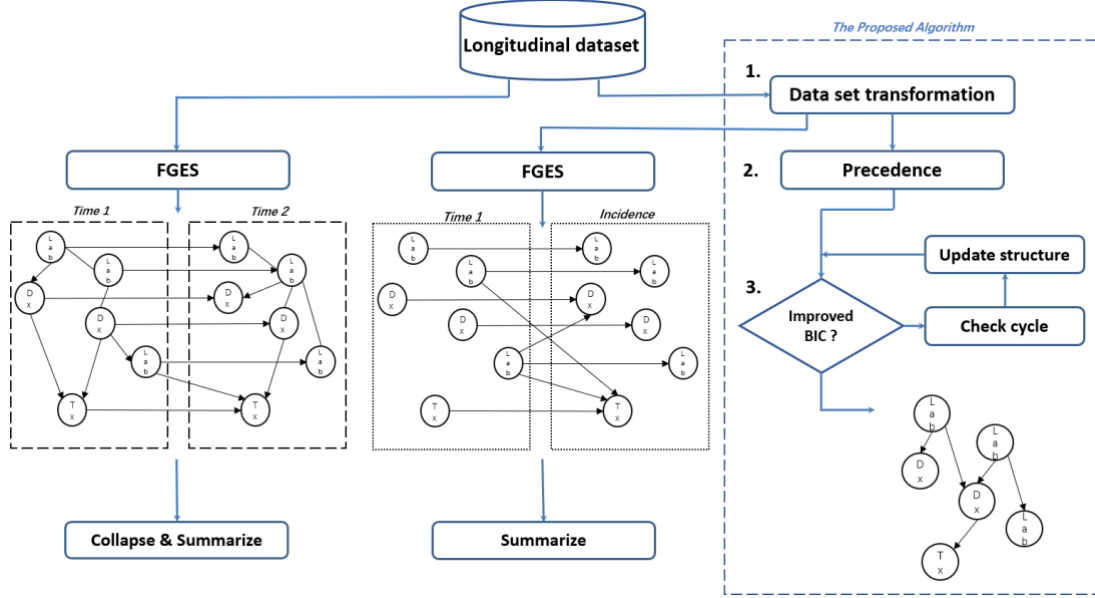 The Proposed Algorithm
Longitudinal dataset
1.
Data set transformation
FGES
FGES
2.
Precedence
Time 1
Time 2
Time 1
Incidence
L
a
b
L
a
b
L
a
b
L
a
b
D
x
D
x
D
x
D
x
L
a
b
L
a
b
T
x
T
x
L
a
b
L
a
b
L
a
b
L
a
b
D
x
D
x
D
x
D
x
L
a
b
L
a
b
T
x
T
x
Update structure
3.
Improved
BIC ?
Check cycle
L
a
b
L
a
b
D
x
D
x
L
a
b
T
x
Collapse & Summarize
Summarize